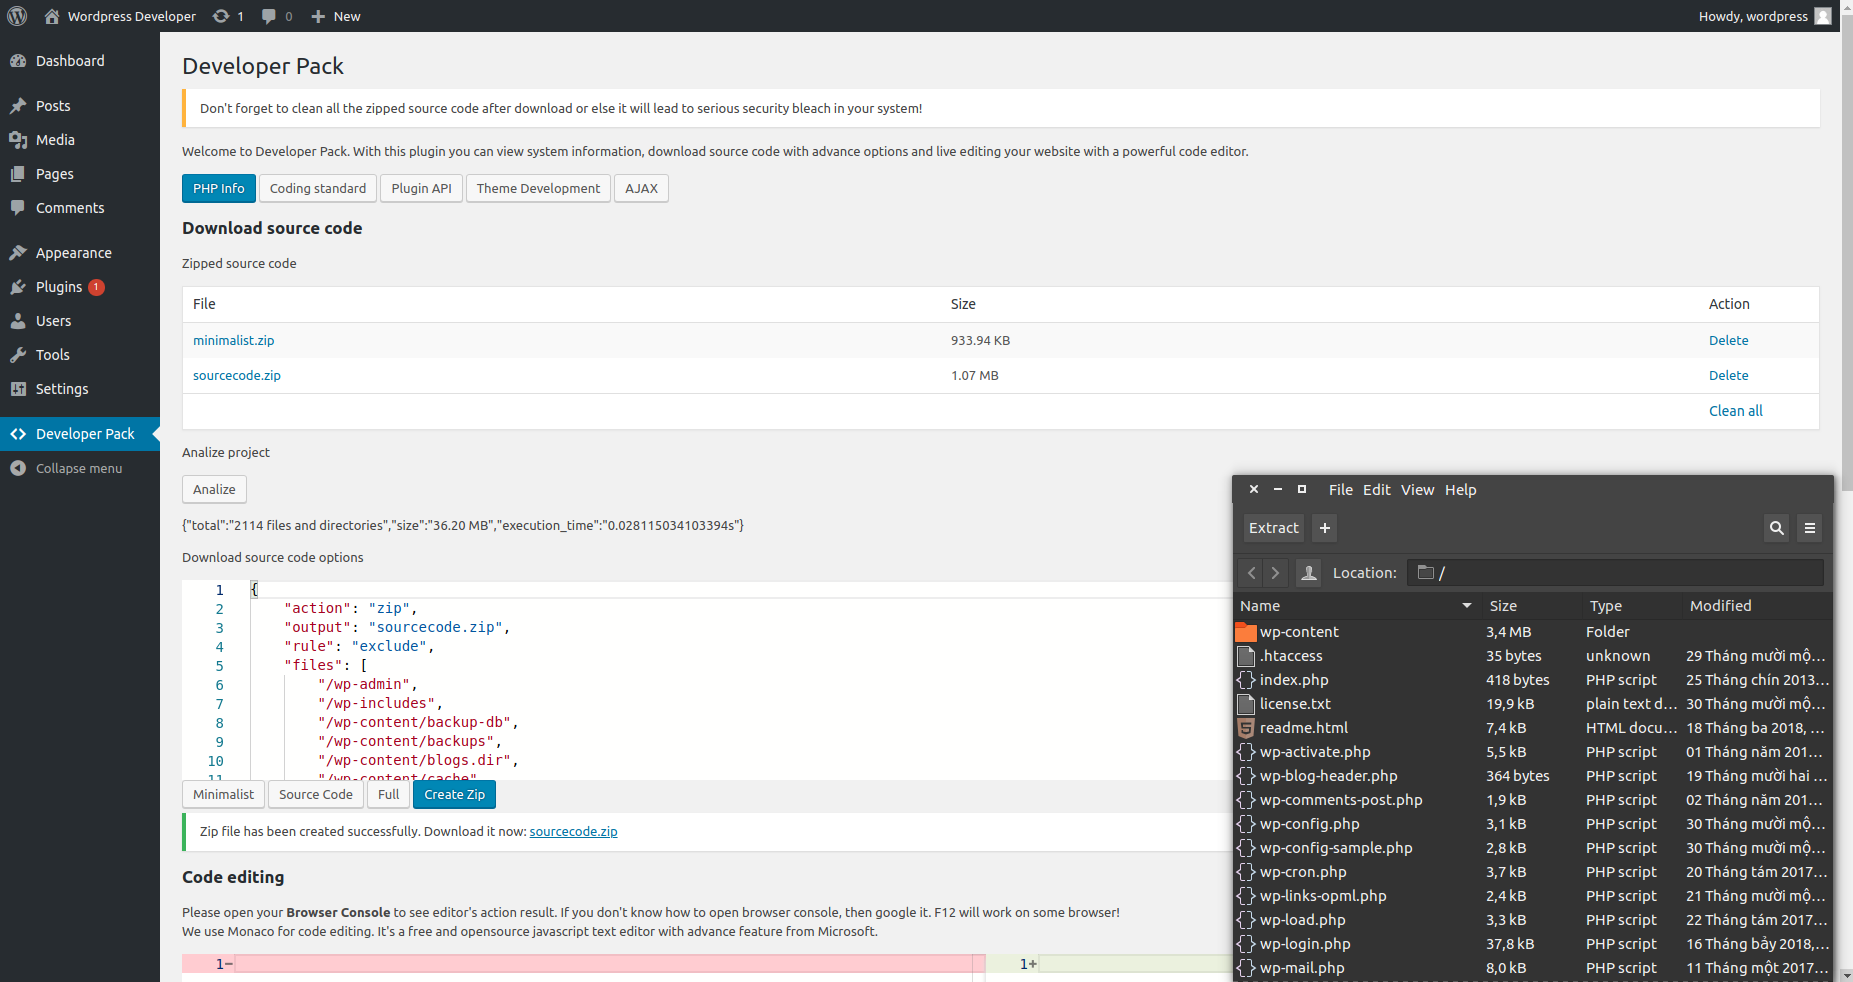 Wordpress Developer 1 0 New Howdy, wordpress
Dashboard
Posts
Media
Pages
Comments
Appearance
Plugins 1
Users
Tools
Settings
Developer Pack
Collapse menu
Developer Pack
Don't forget to clean all the zipped source code after download or else it will lead to serious security bleach in your system!
Welcome to Developer Pack. With this plugin you can view system information, download source code with advance options and live editing your website with a powerful code editor.
PHP Info Coding standard Plugin API Theme Development AJAX
Download source code
Zipped source code
File Size Action
minimalist.zip 933.94 KB Delete
sourcecode.zip 1.07 MB Delete
Clean all
Analize project
Analize
{"total":"2114 files and directories","size":"36.20 MB","execution_time":"0.028115034103394s"}
Download source code options
1 {
2 "action": "zip",
3 "output": "sourcecode.zip",
4 "rule": "exclude",
5 "files": [
6 "/wp-admin",
7 "/wp-includes",
8 "/wp-content/backup-db",
9 "/wp-content/backups",
10 "/wp-content/blogs.dir",
11 "/wp-content/cache"
Minimalist Source Code Full Create Zip
Zip file has been created successfully. Download it now: sourcecode.zip
Code editing
Please open your Browser Console to see editor's action result. If you don't know how to open browser console, then google it. F12 will work on some browser!
We use Monaco for code editing. It's a free and opensource javascript text editor with advance feature from Microsoft.
1- 1+
File Edit View Help
Extract +
Location: /
Name Size Type Modified
wp-content 3,4 MB Folder
.htaccess 35 bytes unknown 29 Tháng mười mộ...
index.php 418 bytes PHP script 25 Tháng chín 2013...
license.txt 19,9 kB plain text d... 30 Tháng mười mộ...
readme.html 7,4 kB HTML docu... 18 Tháng ba 2018, ...
wp-activate.php 5,5 kB PHP script 01 Tháng năm 201...
wp-blog-header.php 364 bytes PHP script 19 Tháng mười hai ...
wp-comments-post.php 1,9 kB PHP script 02 Tháng năm 201...
wp-config.php 3,1 kB PHP script 30 Tháng mười mộ...
wp-config-sample.php 2,8 kB PHP script 30 Tháng mười mộ...
wp-cron.php 3,7 kB PHP script 20 Tháng tám 2017...
wp-links-opml.php 2,4 kB PHP script 21 Tháng mười mộ...
wp-load.php 3,3 kB PHP script 22 Tháng tám 2017...
wp-login.php 37,8 kB PHP script 16 Tháng bảy 2018,...
wp-mail.php 8,0 kB PHP script 11 Tháng một 2017...